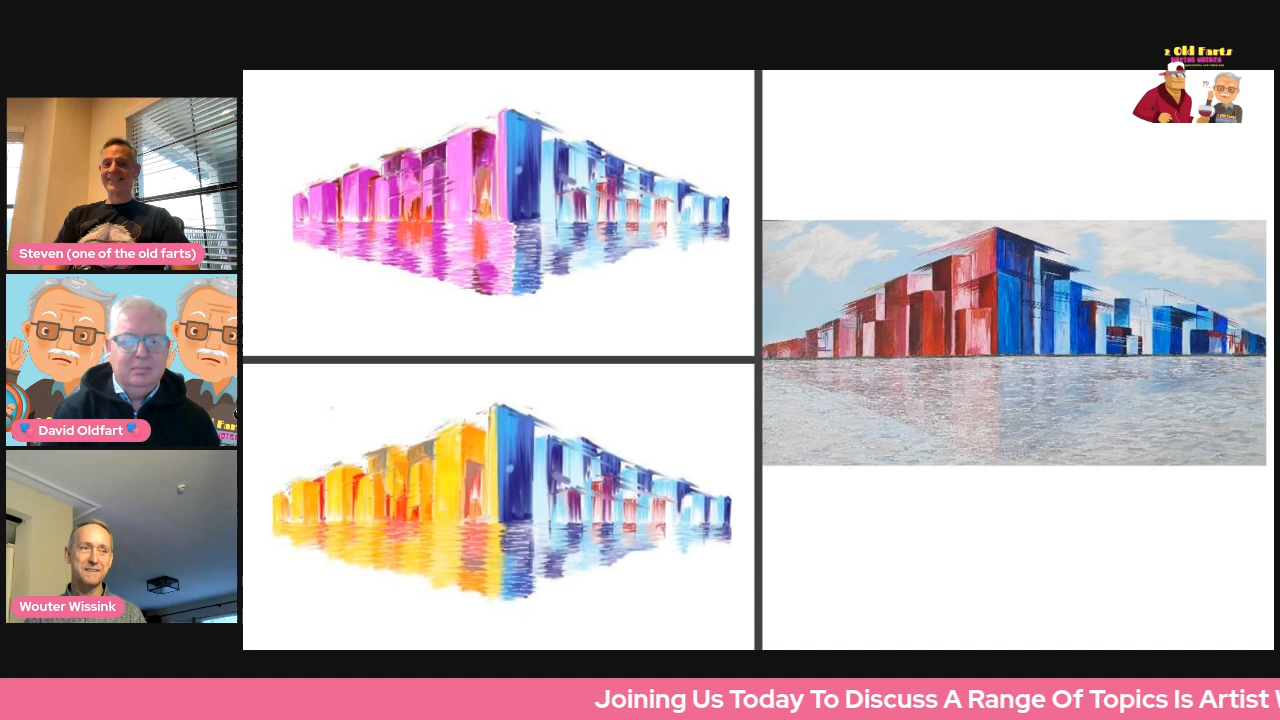 2 Old Farts
Steven (one of the old farts)
David Oldfart
Wouter Wissink
Joining Us Today To Discuss A Range Of Topics Is Artist